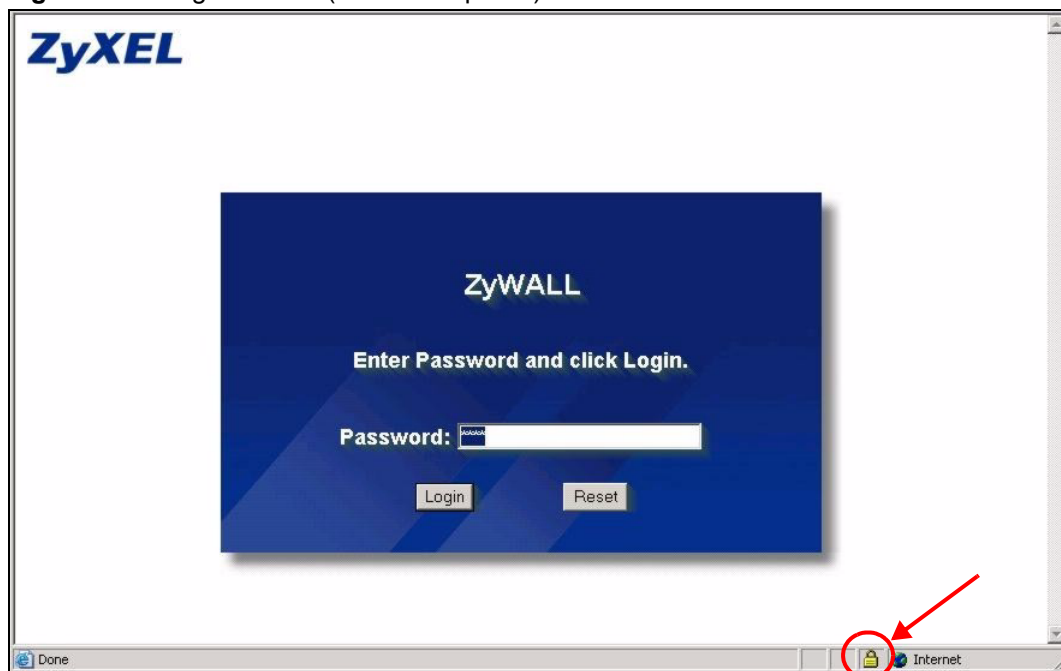 ZyXEL
ZyWALL
Enter Password and click Login.
Password: ****
Login Reset
Done Internet